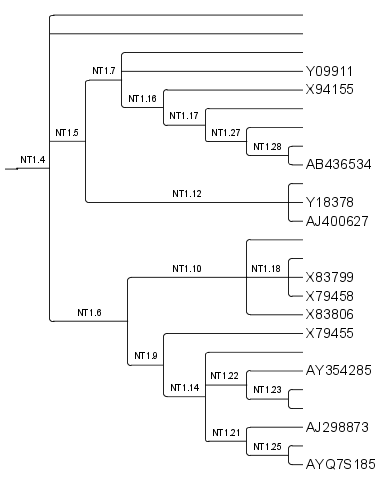 NT1.7
Y09911
X94155
NT1.16
NT1.17
NT1.5
NT1.27
NT1.28
NT1.4
AB436534
NT1.12
Y18378
AJ400627
NT1.10
NT1.18
X83799
X79458
NT1.6
X83806
X79455
NT1.9
AY354285
NT1.22
NT1.14
NT1.23
AJ298873
NT1.21
NT1.25
AYQ7S185